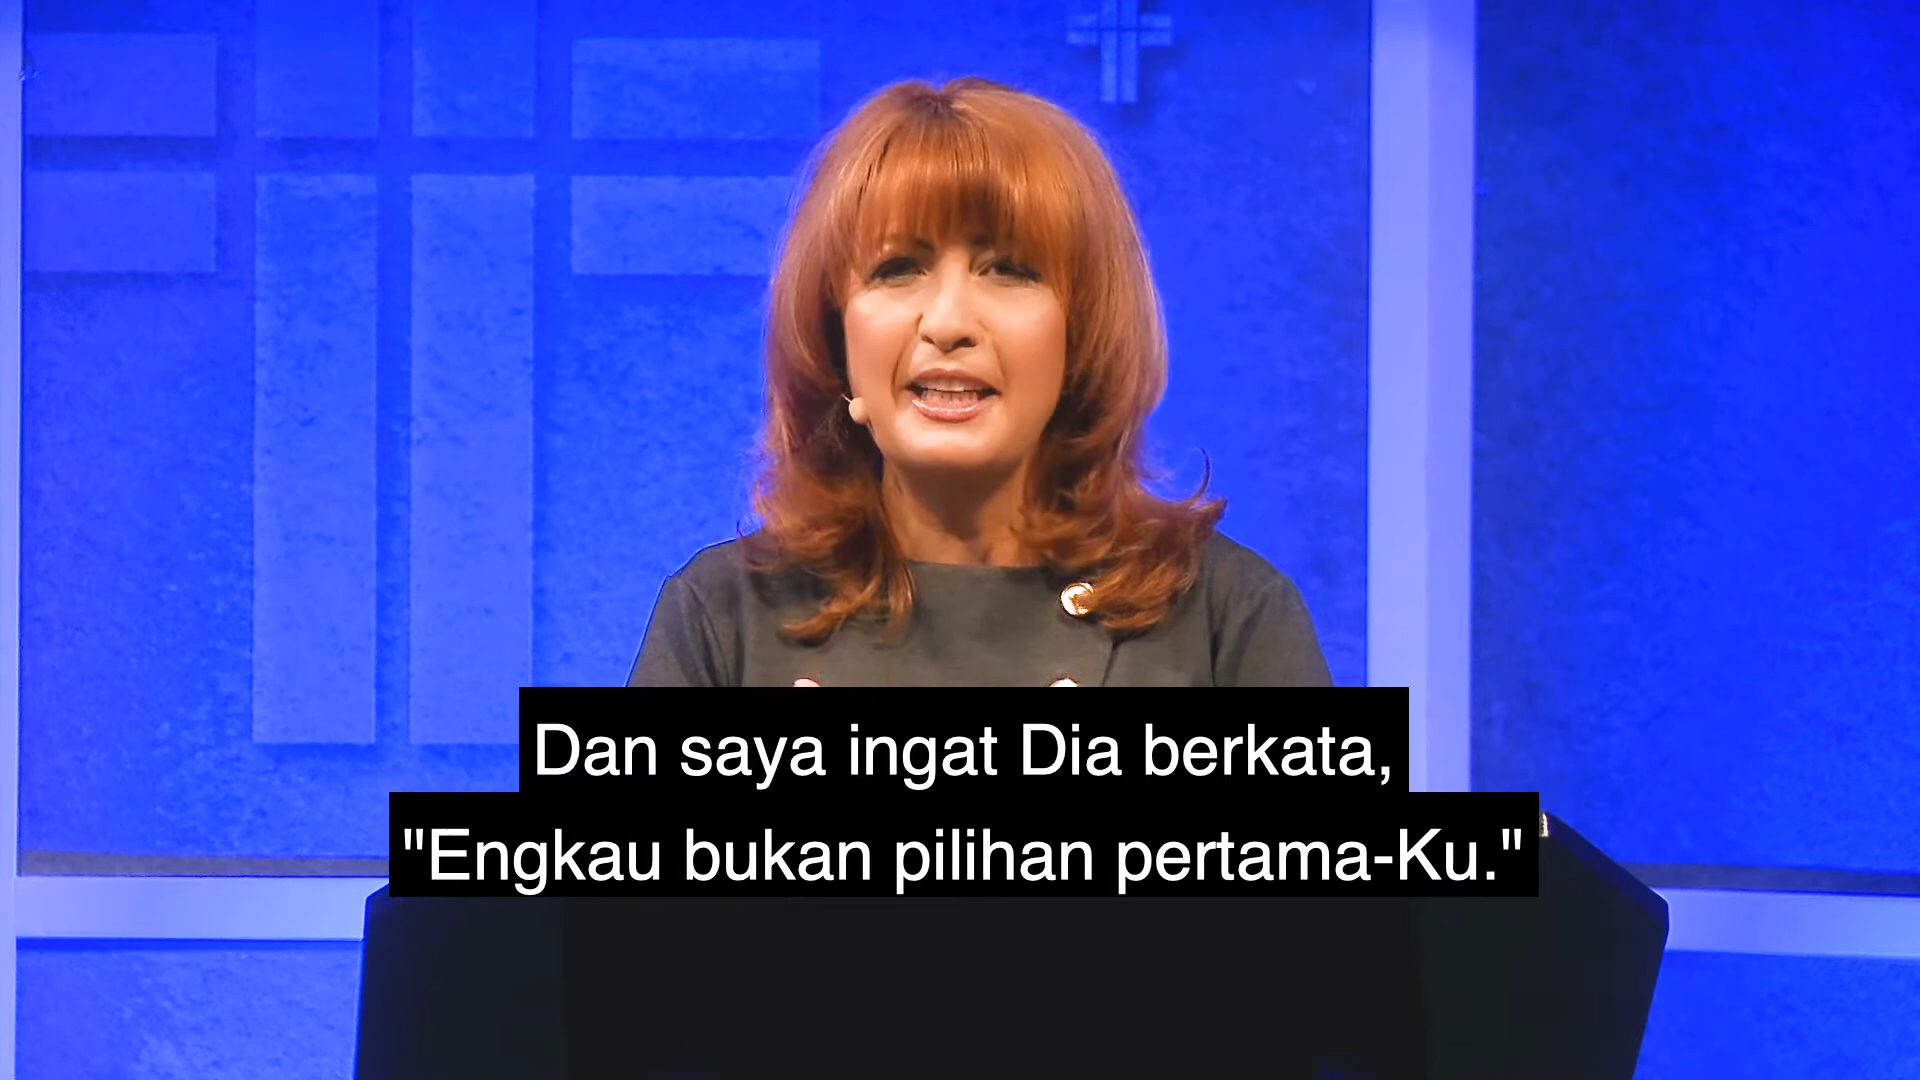 Dan saya ingat Dia berkata,
"Engkau bukan pilihan pertama-Ku."